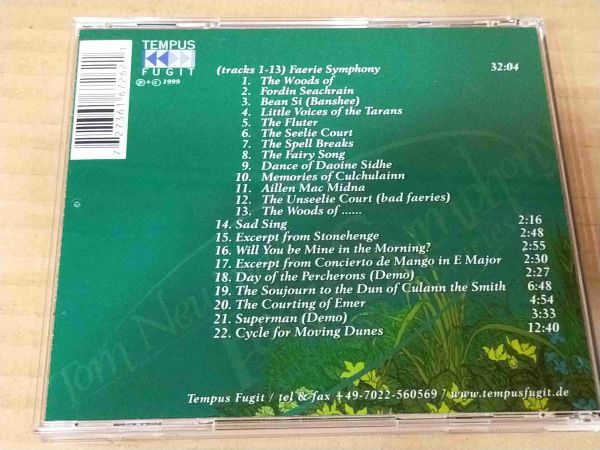 TEMPUS
FUGIT
℗+© 1999
(tracks 1-13) Faerie Symphony 32:04
1. The Woods of
2. Fordin Seachrain
3. Bean Si (Banshee)
4. Little Voices of the Tarans
5. The Fluter
6. The Seelie Court
7. The Spell Breaks
8. The Fairy Song
9. Dance of Daoine Sidhe
10. Memories of Culchulainn
11. Aillen Mac Midna
12. The Unseelie Court (bad faeries)
13. The Woods of ......
14. Sad Sing 2:16
15. Excerpt from Stonehenge 2:48
16. Will You be Mine in the Morning? 2:55
17. Excerpt from Concierto de Mango in E Major 2:30
18. Day of the Percherons (Demo) 2:27
19. The Soujourn to the Dun of Culann the Smith 6:48
20. The Courting of Emer 4:54
21. Superman (Demo) 3:33
22. Cycle for Moving Dunes 12:40
Tom
Tempus Fugit / tel & fax +49-7022-560569 / www.tempusfugit.de